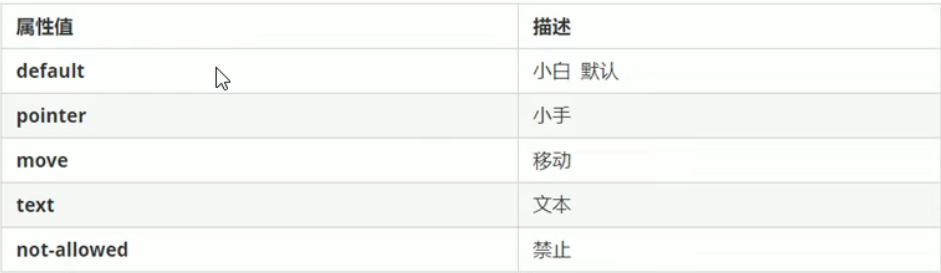 属性值 描述
default 小白 默认
pointer 小手
move 移动
text 文本
not-allowed 禁止